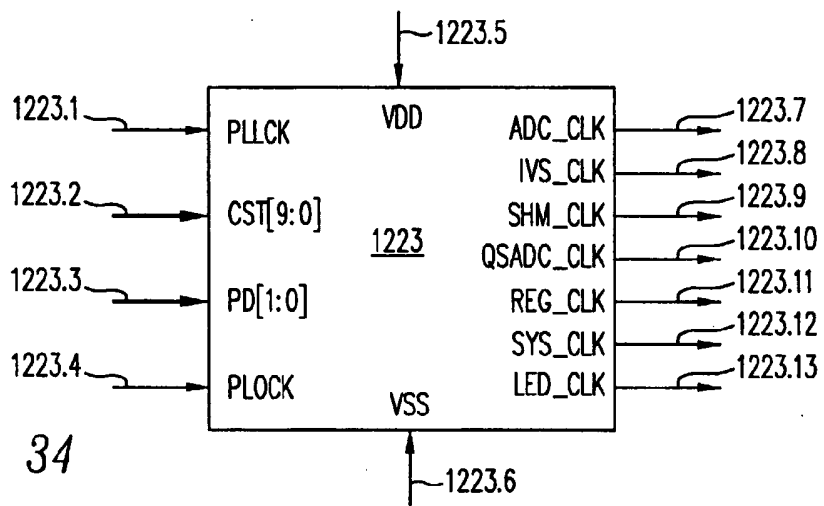 1223.5
1223.1 PLLCK VDD ADC_CLK 1223.7
IVS_CLK 1223.8
1223.2 CST[9:0] SHM_CLK 1223.9
1223
QSADC_CLK 1223.10
1223.3 PD[1:0] REG_CLK 1223.11
SYS_CLK 1223.12
1223.4 PLOCK VSS LED_CLK 1223.13
34
1223.6